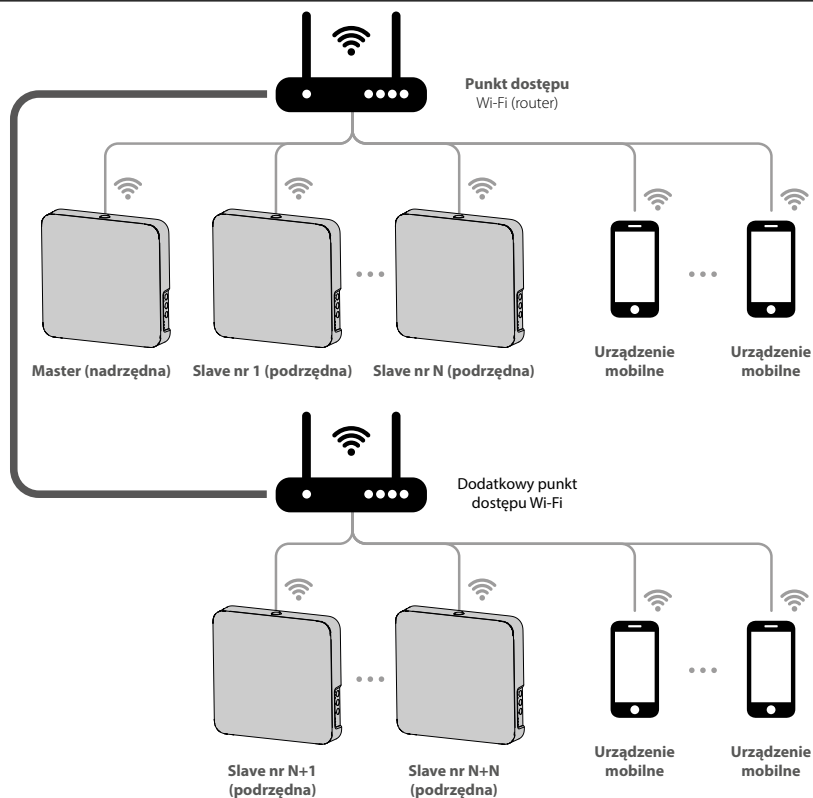 Punkt dostępu
Wi-Fi (router)
Master (nadrzędna)
Slave nr 1 (podrzędna)
Slave nr N (podrzędna)
Urządzenie
mobilne
Urządzenie
mobilne
Dodatkowy punkt
dostępu Wi-Fi
Slave nr N+1
(podrzędna)
Slave nr N+N
(podrzędna)
Urządzenie
mobilne
Urządzenie
mobilne